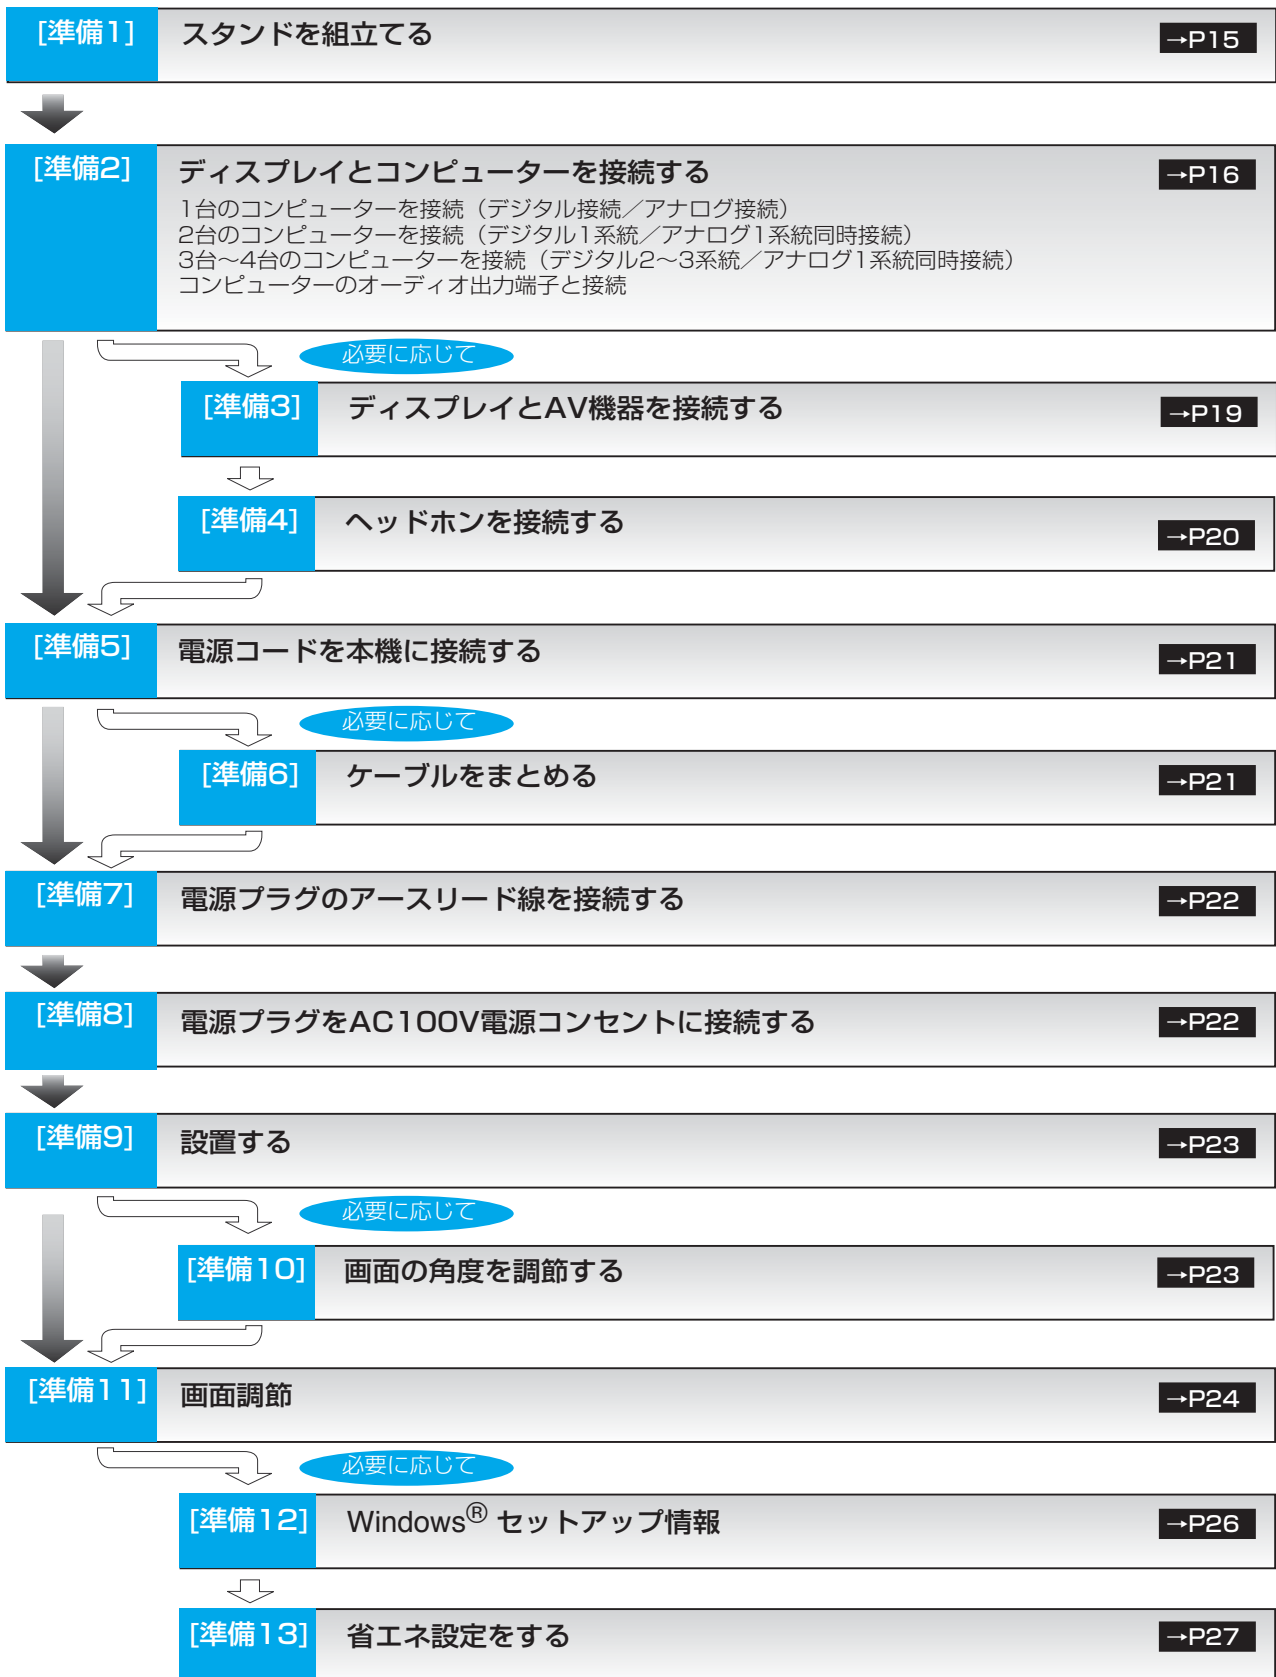 [準備1] スタンドを組立てる →P15
[準備2] ディスプレイとコンピューターを接続する →P16
1台のコンピューターを接続（デジタル接続／アナログ接続）
2台のコンピューターを接続（デジタル1系統／アナログ1系統同時接続）
3台～4台のコンピューターを接続（デジタル2～3系統／アナログ1系統同時接続）
コンピューターのオーディオ出力端子と接続
必要に応じて
[準備3] ディスプレイとAV機器を接続する →P19
[準備4] ヘッドホンを接続する →P20
[準備5] 電源コードを本機に接続する →P21
必要に応じて
[準備6] ケーブルをまとめる →P21
[準備7] 電源プラグのアースリード線を接続する →P22
[準備8] 電源プラグをAC100V電源コンセントに接続する →P22
[準備9] 設置する →P23
必要に応じて
[準備10] 画面の角度を調節する →P23
[準備11] 画面調節 →P24
必要に応じて
[準備12] Windows® セットアップ情報 →P26
[準備13] 省エネ設定をする →P27